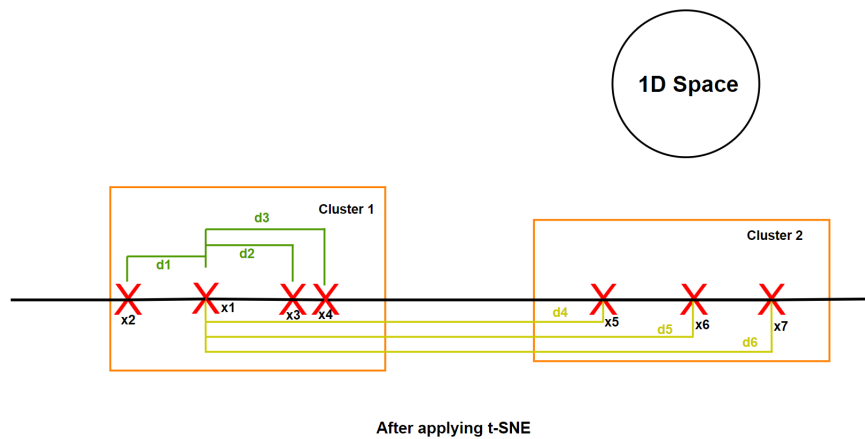 1D Space
Cluster 1
d3
Cluster 2
d1
d2
x2
x1
x3
x4
d4
x5
x6
x7
d5
d6
After applying t-SNE